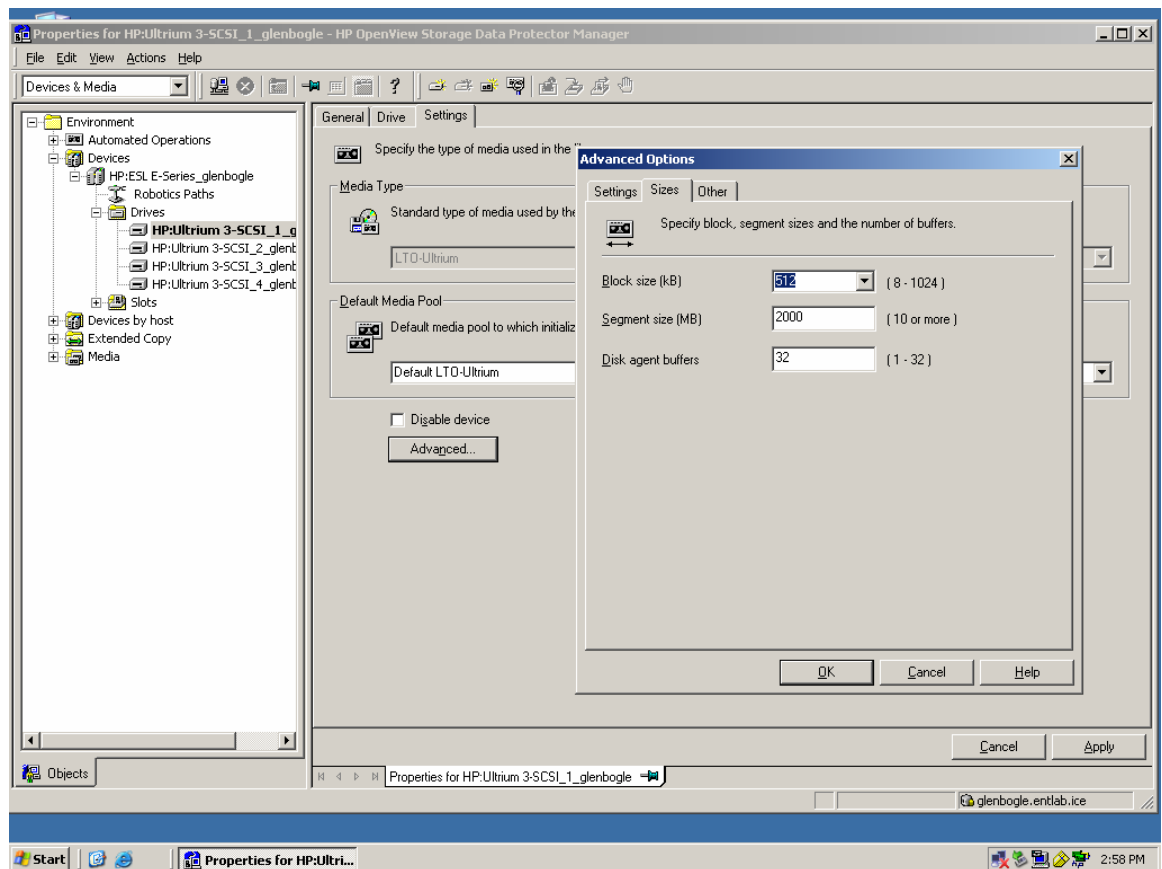 Properties for HP:Ultrium 3-SCSI_1_glenbogle - HP OpenView Storage Data Protector Manager
File Edit View Actions Help
Devices & Media
Environment
Automated Operations
Devices
HP:ESL E-Series_glenbogle
Robotics Paths
Drives
HP:Ultrium 3-SCSI_1_g
HP:Ultrium 3-SCSI_2_glenb
HP:Ultrium 3-SCSI_3_glenb
HP:Ultrium 3-SCSI_4_glenb
Slots
Devices by host
Extended Copy
Media
Objects
General Drive Settings
Specify the type of media used in the
Media Type
Standard type of media used by the
LTO-Ultrium
Default Media Pool
Default media pool to which initializ
Default LTO-Ultrium
Disable device
Advanced...
Advanced Options
Settings Sizes Other
Specify block, segment sizes and the number of buffers.
Block size (kB) 512 ( 8 - 1024 )
Segment size (MB) 2000 ( 10 or more )
Disk agent buffers 32 ( 1 - 32 )
OK Cancel Help
Cancel Apply
Properties for HP:Ultrium 3-SCSI_1_glenbogle
glenbogle.entlab.ice
Start Properties for HP:Ultri... 2:58 PM